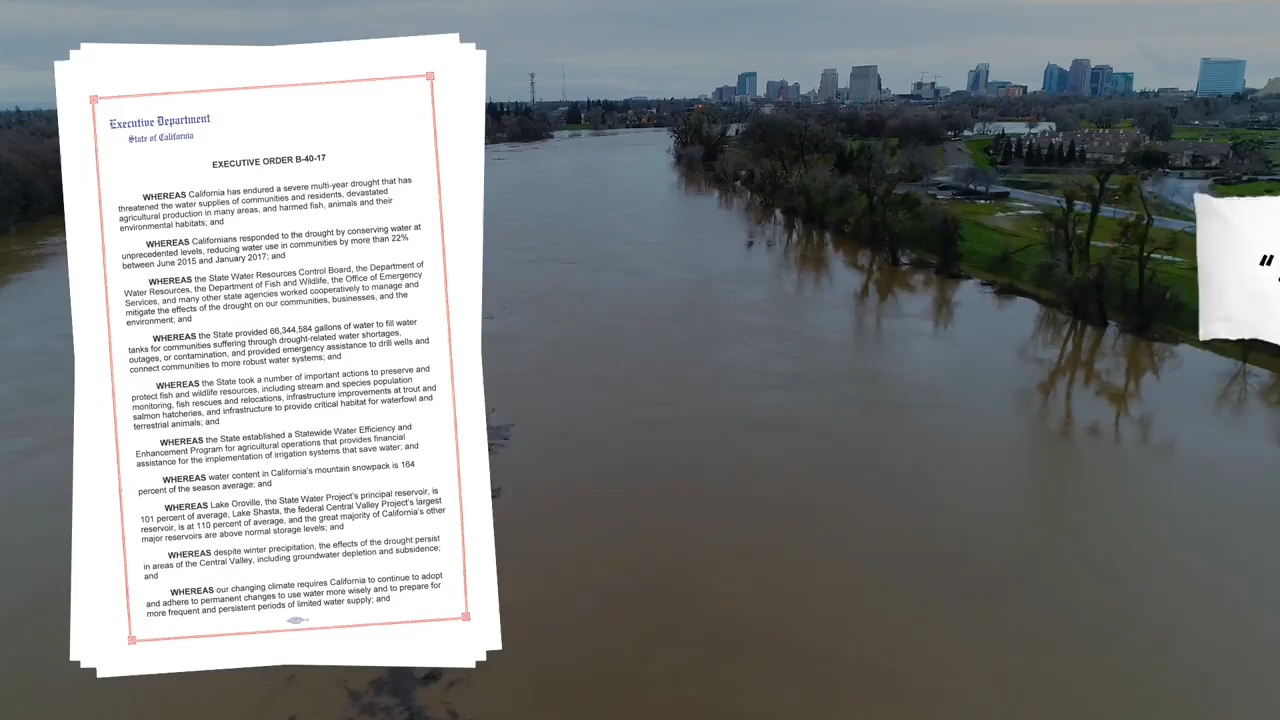 Executive Department
State of California
EXECUTIVE ORDER B-40-17
WHEREAS California has endured a severe multi-year drought that has
threatened the water supplies of communities and residents, devastated
agricultural production in many areas, and harmed fish, animals and their
environmental habitats; and
WHEREAS Californians responded to the drought by conserving water at
unprecedented levels, reducing water use in communities by more than 22%
between June 2015 and January 2017; and
WHEREAS the State Water Resources Control Board, the Department of
Water Resources, the Department of Fish and Wildlife, the Office of Emergency
Services, and many other state agencies worked cooperatively to manage and
mitigate the effects of the drought on our communities, businesses, and the
environment; and
WHEREAS the State provided 66,344,584 gallons of water to fill water
tanks for communities suffering through drought-related water shortages,
outages, or contamination, and provided emergency assistance to drill wells and
connect communities to more robust water systems; and
WHEREAS the State took a number of important actions to preserve and
protect fish and wildlife resources, including stream and species population
monitoring, fish rescues and relocations, infrastructure improvements at trout and
salmon hatcheries, and infrastructure to provide critical habitat for waterfowl and
terrestrial animals; and
WHEREAS the State established a Statewide Water Efficiency and
Enhancement Program for agricultural operations that provides financial
assistance for the implementation of irrigation systems that save water; and
WHEREAS water content in California's mountain snowpack is 164
percent of the season average; and
WHEREAS Lake Oroville, the State Water Project's principal reservoir, is
101 percent of average, Lake Shasta, the federal Central Valley Project's largest
reservoir, is at 110 percent of average, and the great majority of California's other
major reservoirs are above normal storage levels; and
WHEREAS despite winter precipitation, the effects of the drought persist
in areas of the Central Valley, including groundwater depletion and subsidence;
and
WHEREAS our changing climate requires California to continue to adopt
and adhere to permanent changes to use water more wisely and to prepare for
more frequent and persistent periods of limited water supply; and
"